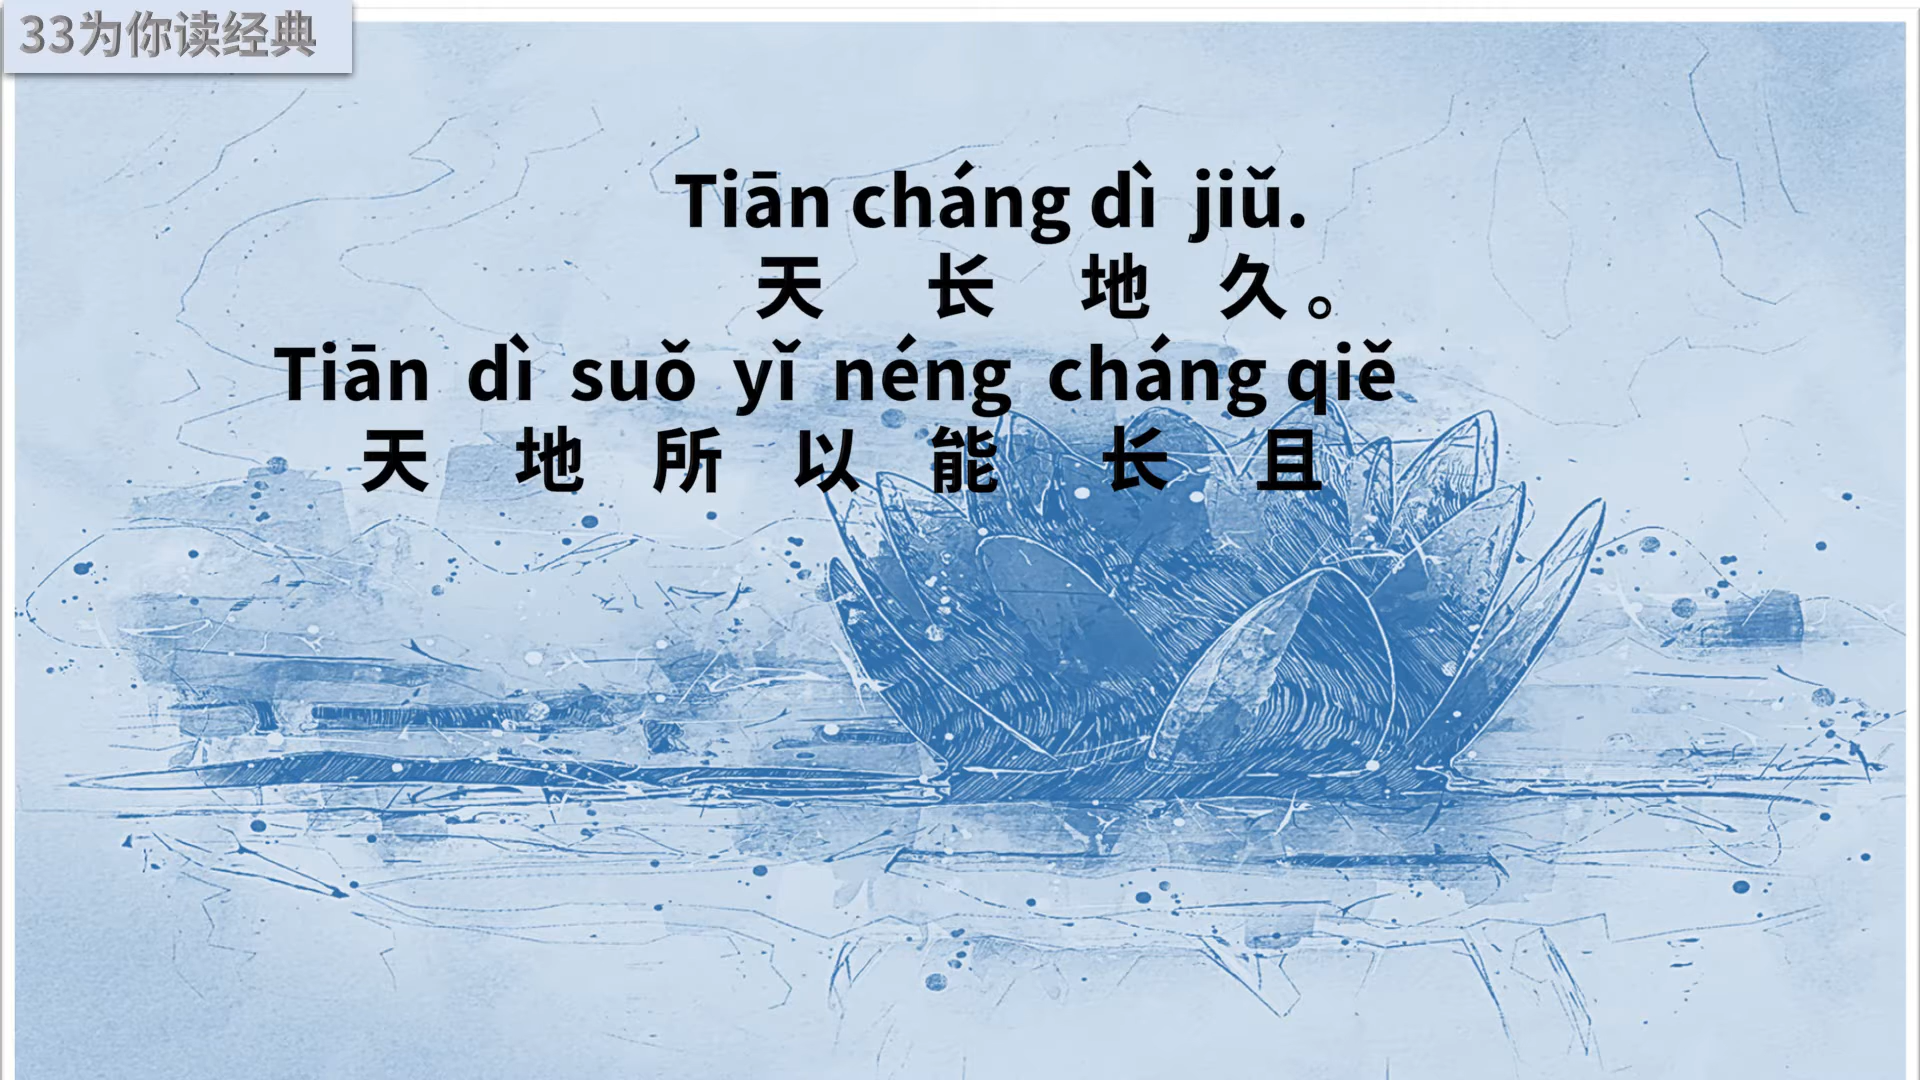 33为你读经典
Tiān cháng dì jiǔ.
天 长 地 久。
Tiān dì suǒ yǐ néng cháng qiě
天 地 所 以 能 长 且